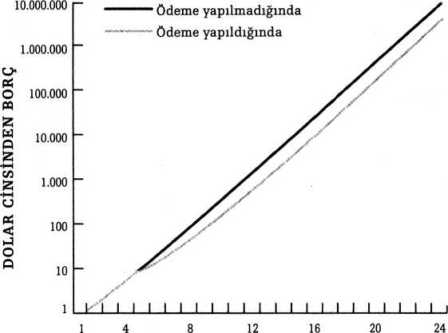 Ödeme yapılmadığında
Ödeme yapıldığında
DOLAR CİNSİNDEN BORÇ
10.000.000
1.000.000
100.000
10.000
1.000
100
10
1
1 4 8 12 16 20 24